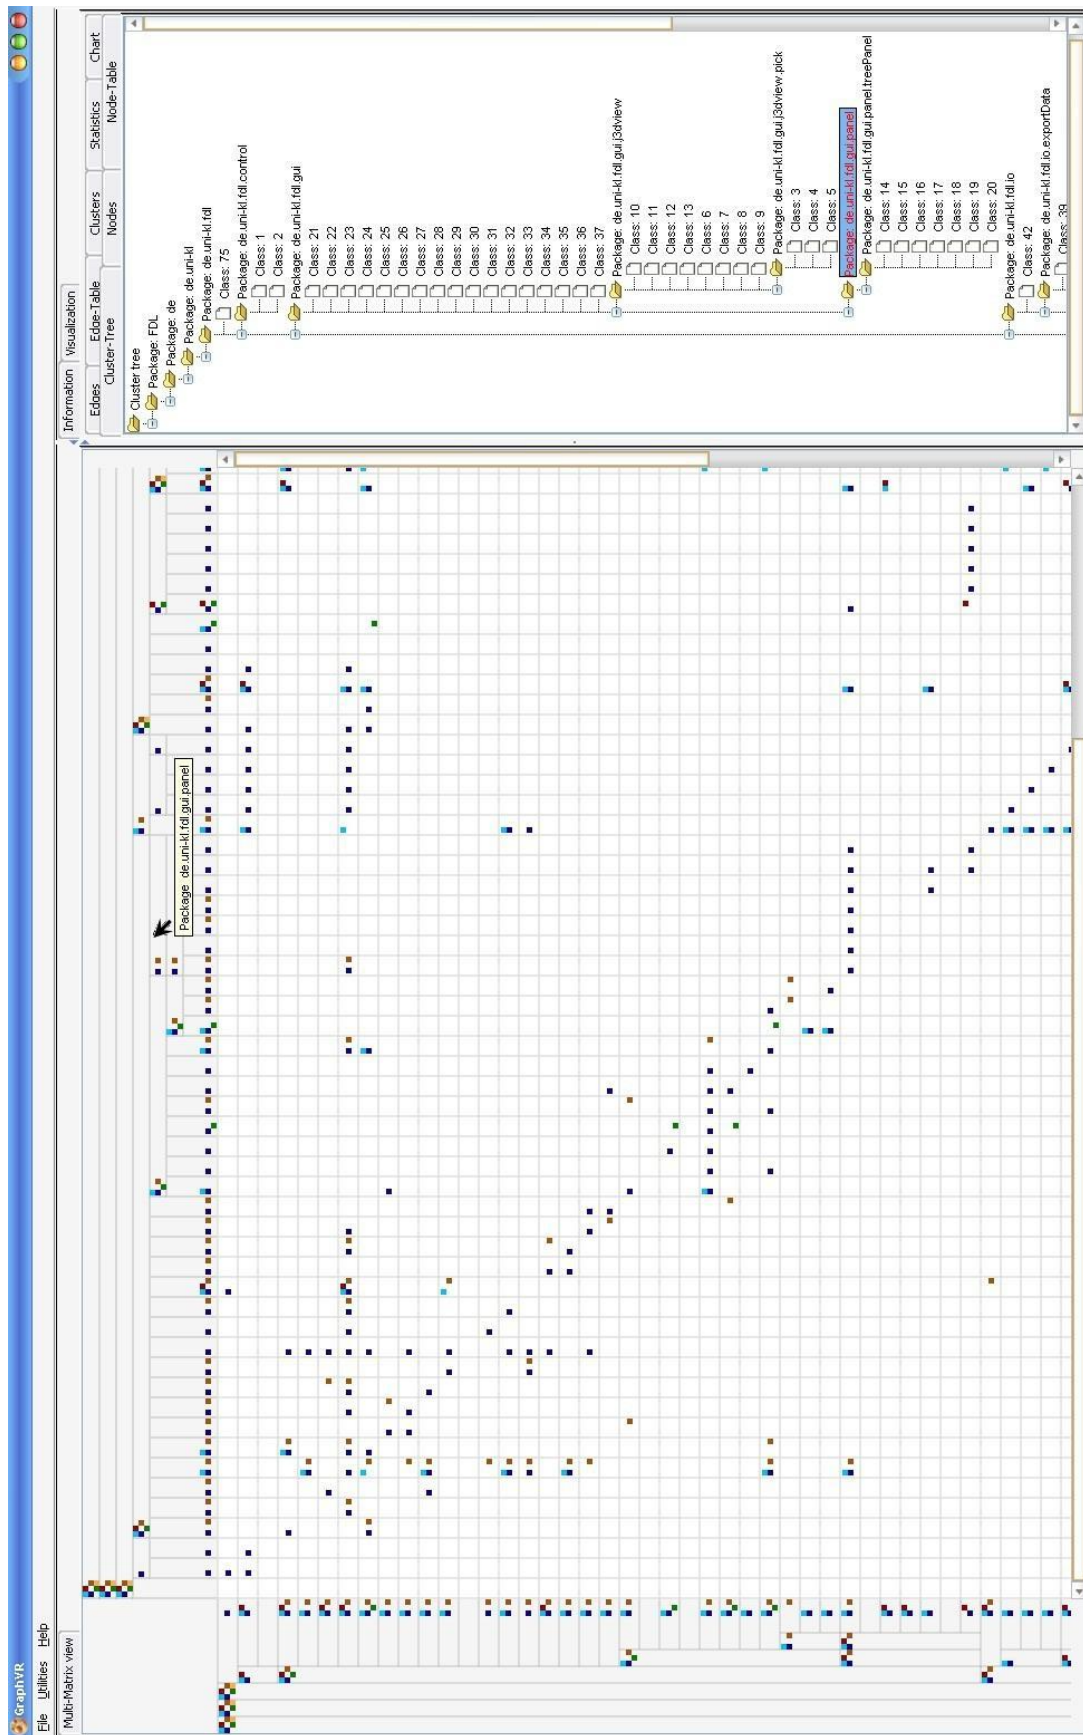 GraphVR
File Utilities Help
Multi-Matrix view
Package de.uni-kl.fdl.gui.panel
Information Visualization
Edges Edge-Table Clusters Statistics Chart
Cluster-Tree Nodes Node-Table
Cluster tree
Package: FDL
Package: de
Package: de.uni-kl
Package: de.uni-kl.fdl
Class: 75
Package: de.uni-kl.fdl.control
Class: 1
Class: 2
Package: de.uni-kl.fdl.gui
Class: 21
Class: 22
Class: 23
Class: 24
Class: 25
Class: 26
Class: 27
Class: 28
Class: 29
Class: 30
Class: 31
Class: 32
Class: 33
Class: 34
Class: 35
Class: 36
Class: 37
Package: de.uni-kl.fdl.gui.j3dview
Class: 10
Class: 11
Class: 12
Class: 13
Class: 6
Class: 7
Class: 8
Class: 9
Package: de.uni-kl.fdl.gui.j3dview.pick
Class: 3
Class: 4
Class: 5
Package: de.uni-kl.fdl.gui.panel
Package: de.uni-kl.fdl.gui.panel.treePanel
Class: 14
Class: 15
Class: 16
Class: 17
Class: 18
Class: 19
Class: 20
Package: de.uni-kl.fdl.io
Class: 42
Package: de.uni-kl.fdl.io.exportData
Class: 39